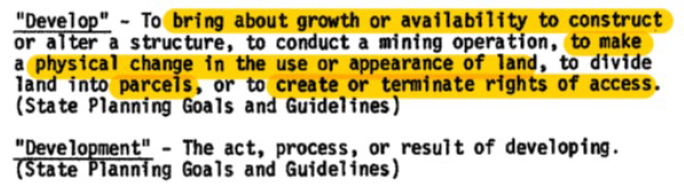 "Develop" - To bring about growth or availability to construct
or alter a structure, to conduct a mining operation, to make
a physical change in the use or appearance of land, to divide
land into parcels, or to create or terminate rights of access.
(State Planning Goals and Guidelines)
"Development" - The act, process, or result of developing.
(State Planning Goals and Guidelines)